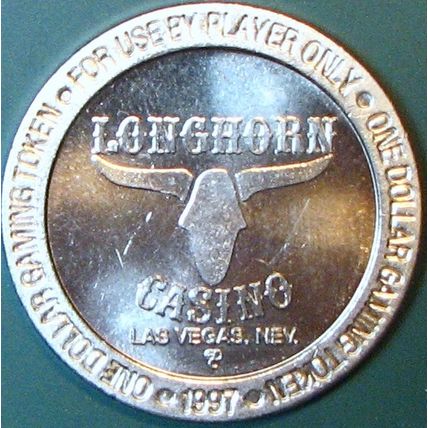 FOR USE BY PLAYER ONLY • ONE DOLLAR GAMING TOKEN • 1997 • ONE DOLLAR GAMING TOKEN •
LONGHORN
CASINO
LAS VEGAS, NEV.